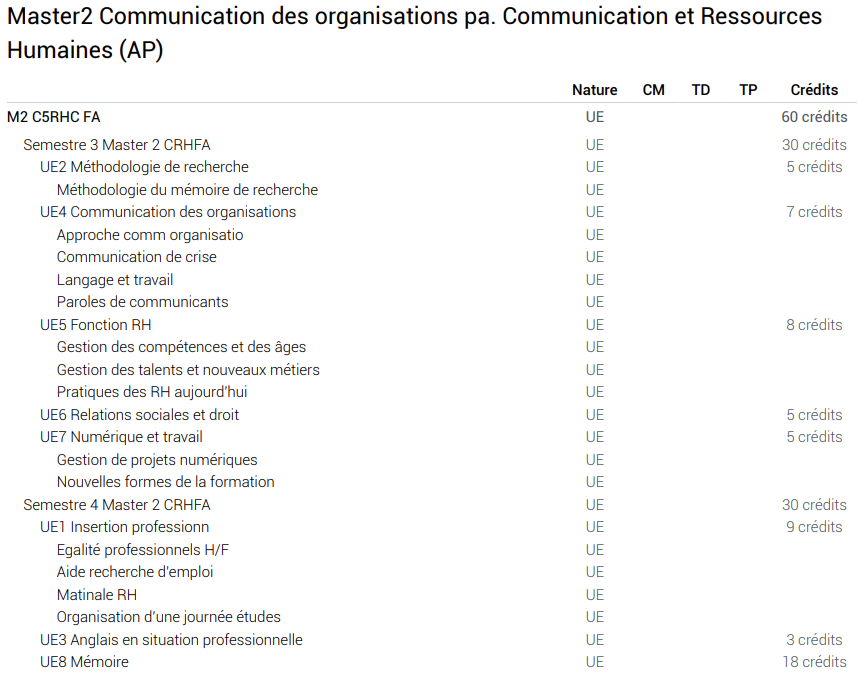 Master2 Communication des organisations pa. Communication et Ressources
Humaines (AP)
Nature CM TD TP Crédits
M2 C5RHC FA UE 60 crédits
Semestre 3 Master 2 CRHFA UE 30 crédits
UE2 Méthodologie de recherche UE 5 crédits
Méthodologie du mémoire de recherche UE
UE4 Communication des organisations UE 7 crédits
Approche comm organisatio UE
Communication de crise UE
Langage et travail UE
Paroles de communicants UE
UE5 Fonction RH UE 8 crédits
Gestion des compétences et des âges UE
Gestion des talents et nouveaux métiers UE
Pratiques des RH aujourd'hui UE
UE6 Relations sociales et droit UE 5 crédits
UE7 Numérique et travail UE 5 crédits
Gestion de projets numériques UE
Nouvelles formes de la formation UE
Semestre 4 Master 2 CRHFA UE 30 crédits
UE1 Insertion professionn UE 9 crédits
Egalité professionnels H/F UE
Aide recherche d'emploi UE
Matinale RH UE
Organisation d'une journée études UE
UE3 Anglais en situation professionnelle UE 3 crédits
UE8 Mémoire UE 18 crédits